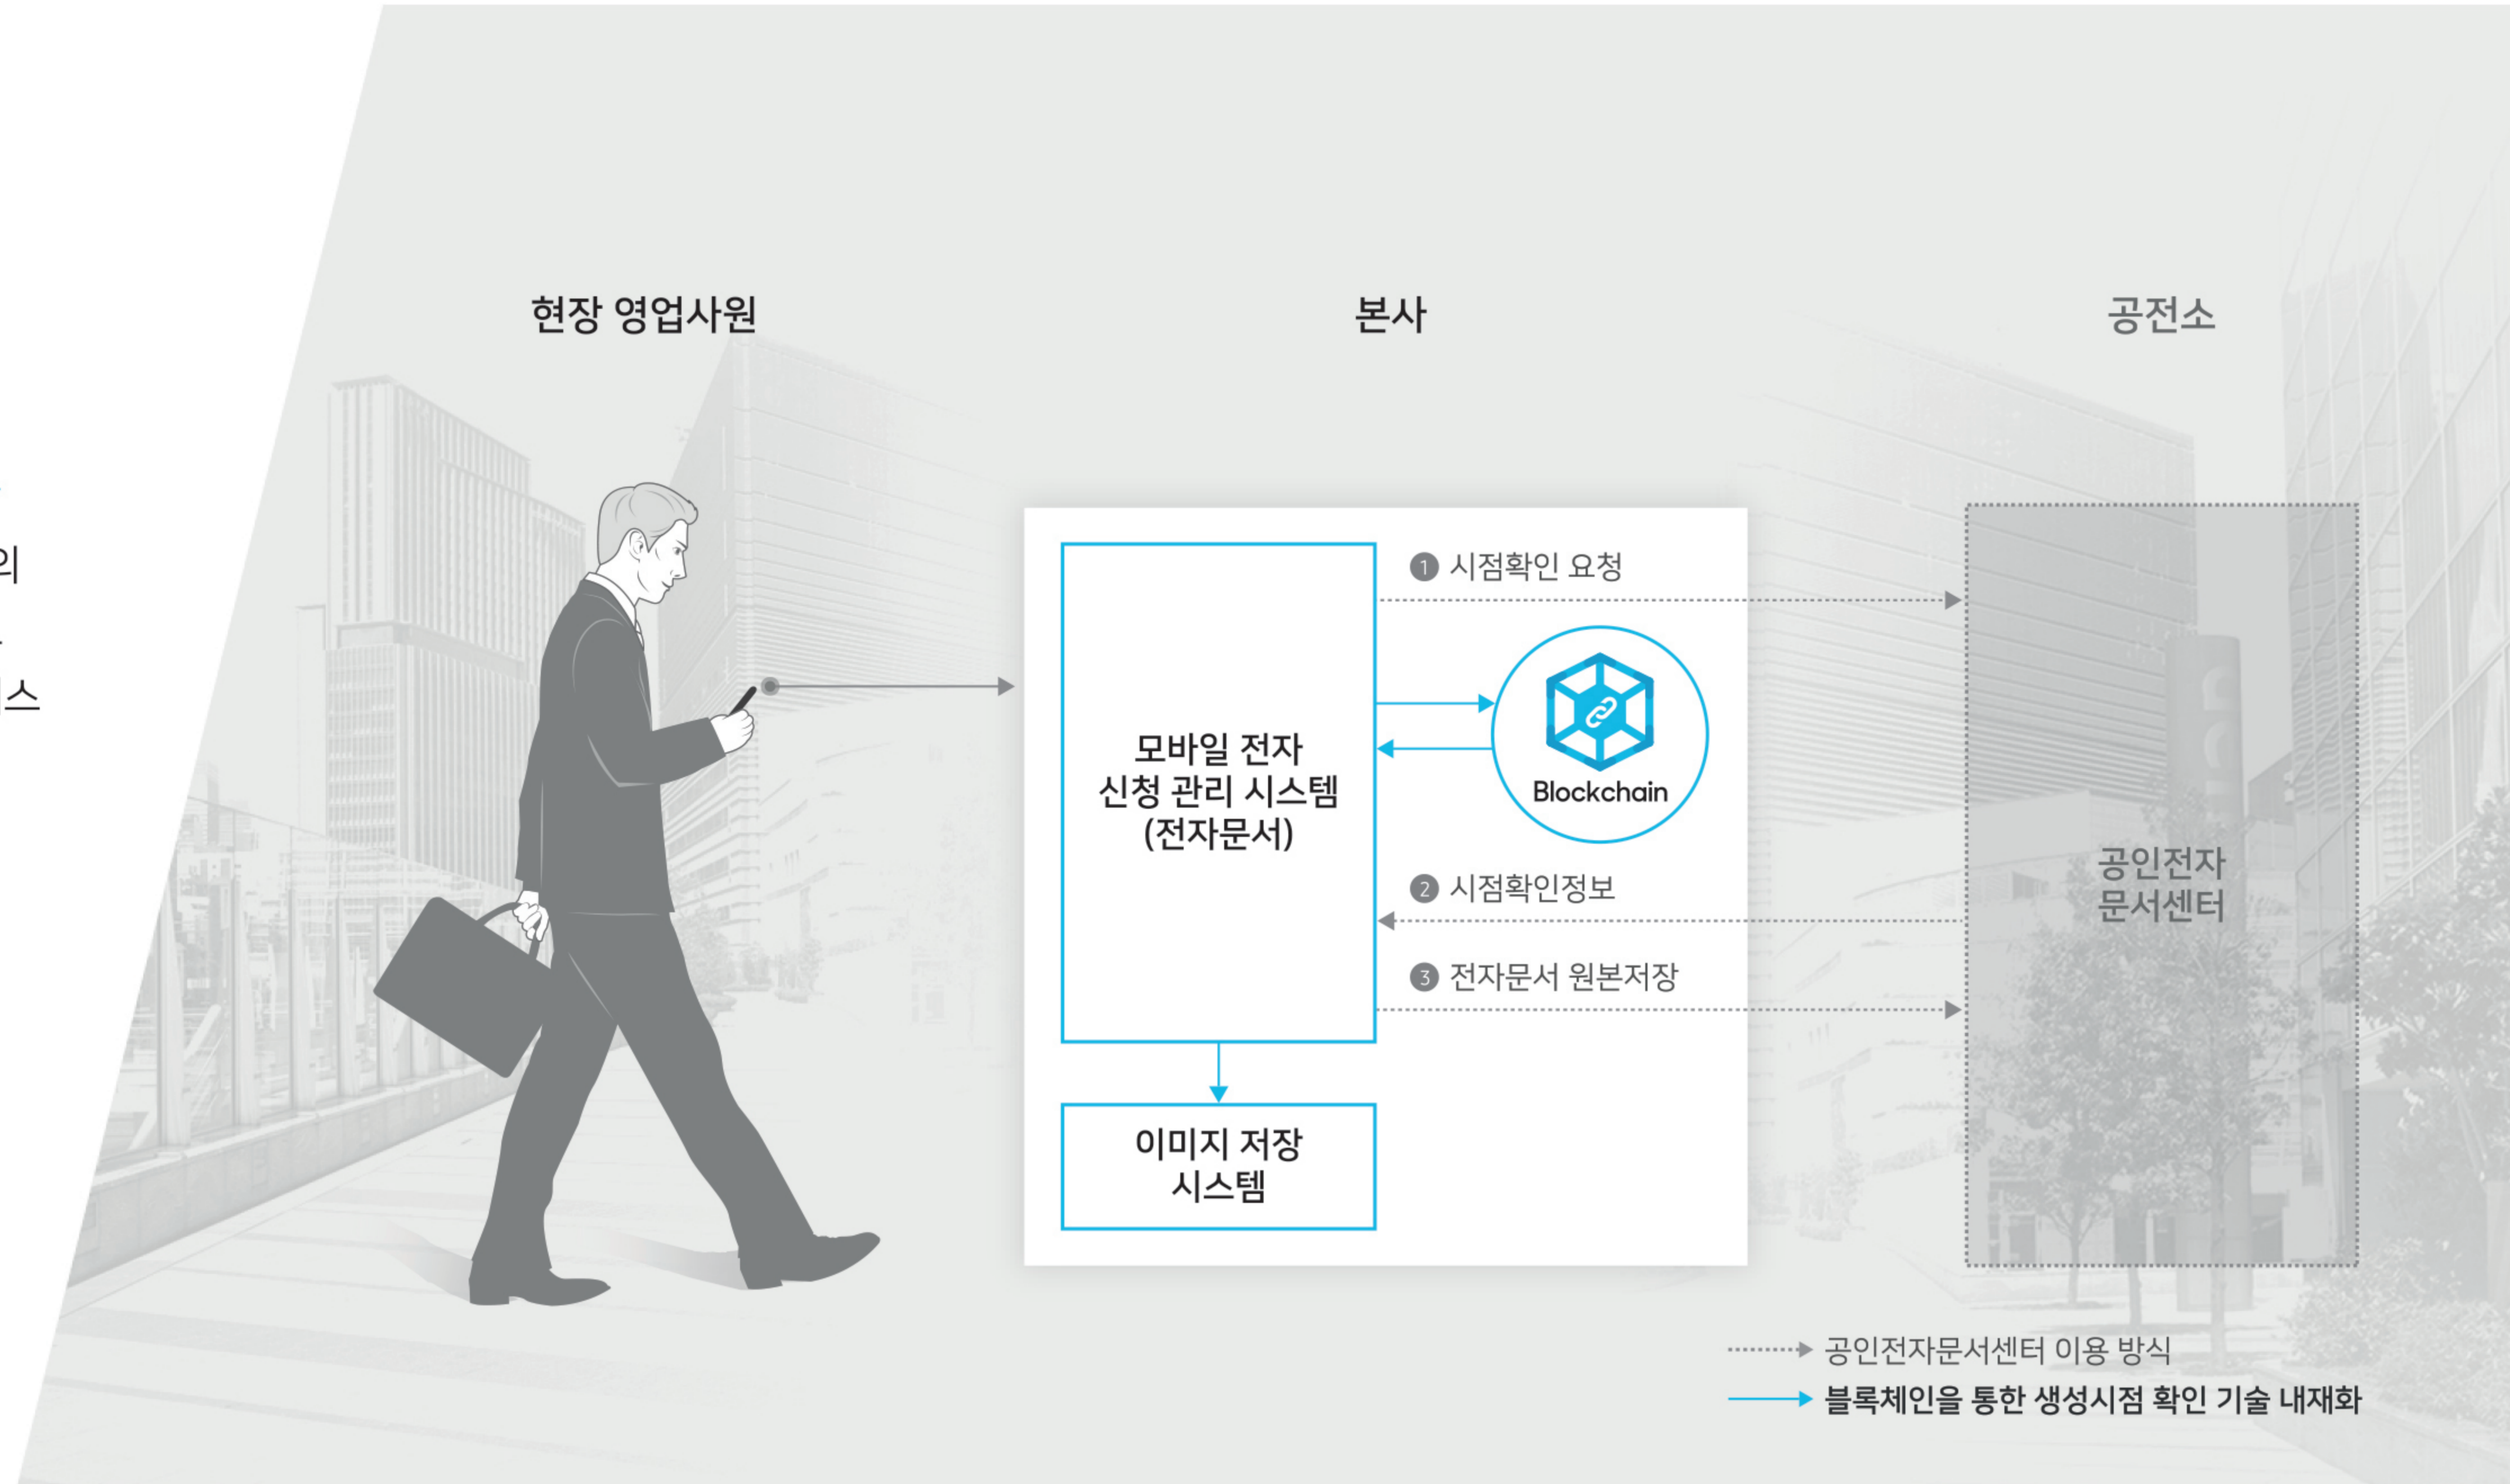 현장 영업사원
본사
공전소
의
스
1 시점확인 요청
모바일 전자
신청 관리 시스템
(전자문서)
Blockchain
2 시점확인정보
3 전자문서 원본저장
공인전자
문서센터
이미지 저장
시스템
공인전자문서센터 이용 방식
블록체인을 통한 생성시점 확인 기술 내재화